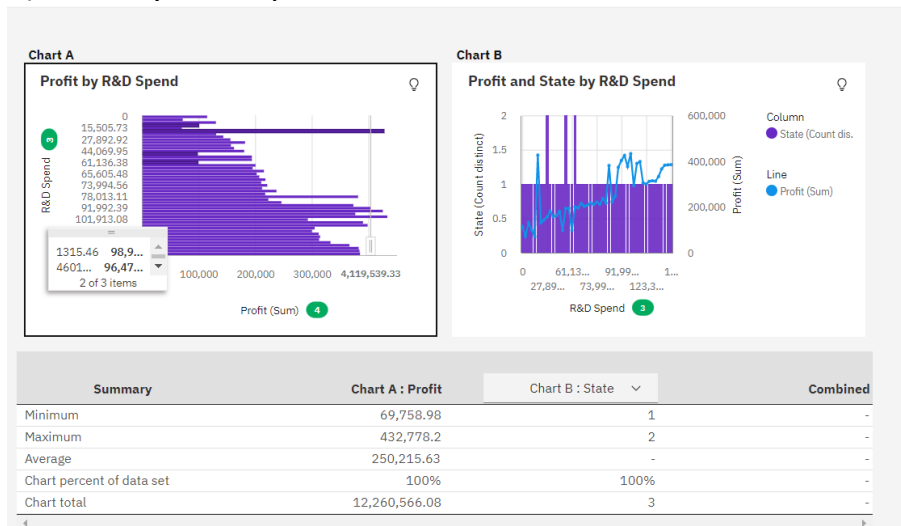 Chart A
Profit by R&D Spend
3
R&D Spend
0
15,505.73
27,892.92
44,069.95
61,136.38
65,605.48
73,994.56
78,013.11
91,992.39
101,913.08
1315.46 98,9...
4601... 96,47...
2 of 3 items
100,000 200,000 300,000 4,119,539.33
Profit (Sum) 4
Chart B
Profit and State by R&D Spend
State (Count distinct)
2
1.5
1
0.5
0
600,000
400,000
200,000
0
Profit (Sum)
0 61,13... 91,99... 1...
27,89... 73,99... 123,3...
R&D Spend 3
Column
State (Count dis.
Line
Profit (Sum)
Summary Chart A : Profit Chart B : State Combined
Minimum 69,758.98 1 -
Maximum 432,778.2 2 -
Average 250,215.63 - -
Chart percent of data set 100% 100% -
Chart total 12,260,566.08 3 -